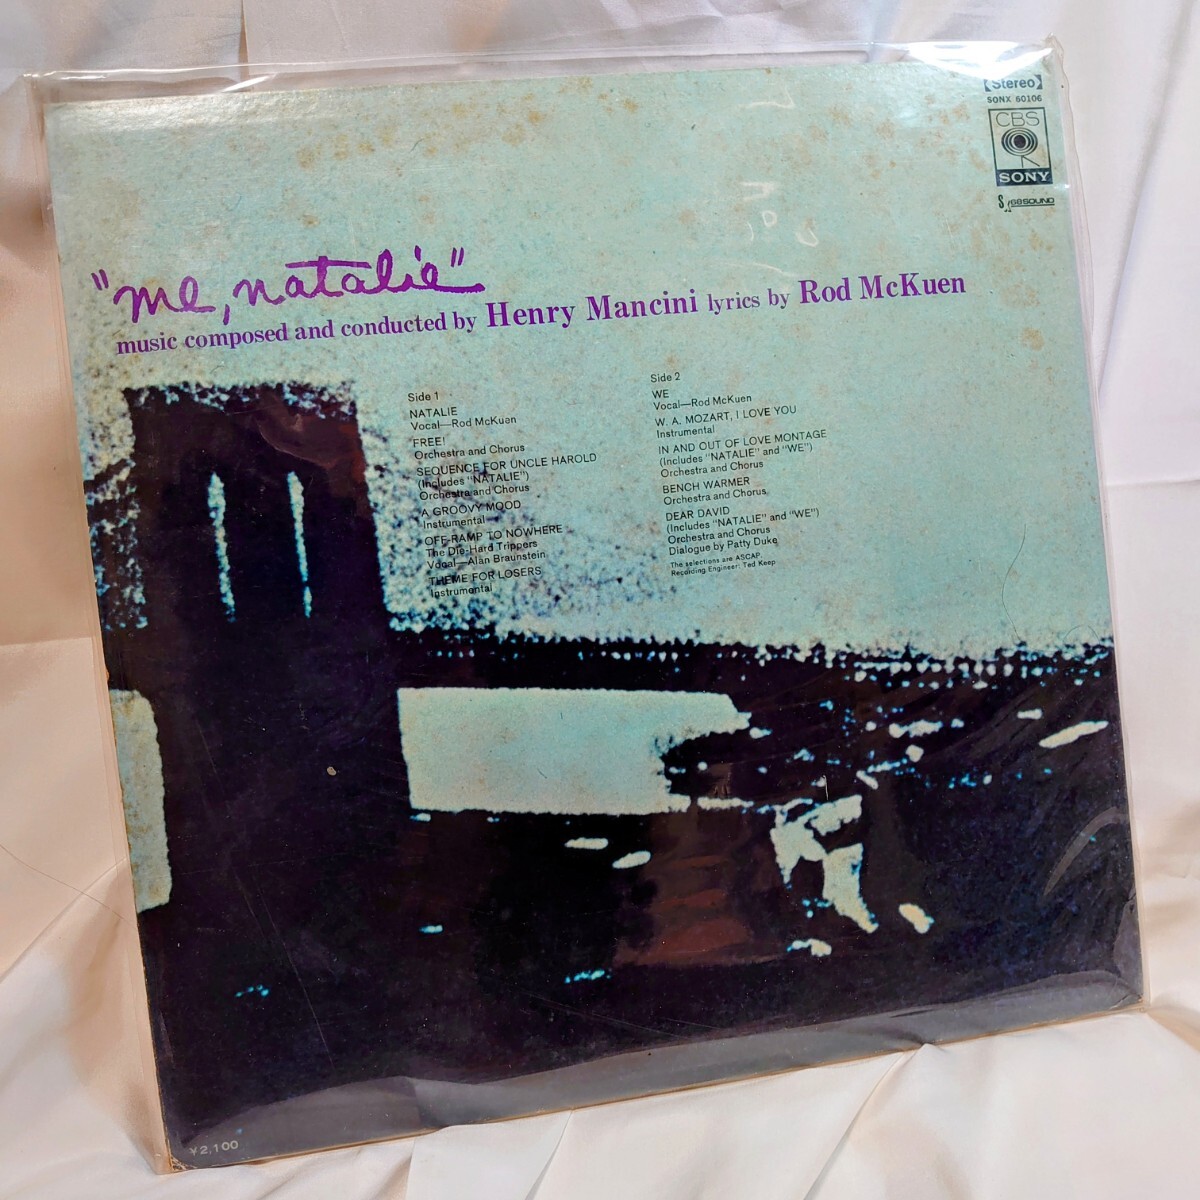 【Stereo】
SONX 60106
CBS
SONY
"me, natalie"
music composed and conducted by Henry Mancini lyrics by Rod McKuen
Side 1
NATALIE
Vocal—Rod McKuen
FREE!
Orchestra and Chorus
SEQUENCE FOR UNCLE HAROLD
(Includes "NATALIE")
Orchestra and Chorus
A GROOVY MOOD
Instrumental
OFF-RAMP TO NOWHERE
The Die-Hard Trippers
Vocal—Alan Braunstein
THEME FOR LOSERS
Instrumental
Side 2
WE
Vocal—Rod McKuen
W. A. MOZART, I LOVE YOU
Instrumental
IN AND OUT OF LOVE MONTAGE
(Includes "NATALIE" and "WE")
Orchestra and Chorus
BENCH WARMER
Orchestra and Chorus
DEAR DAVID
(Includes "NATALIE" and "WE")
Orchestra and Chorus
Dialogue by Patty Duke
The selections are ASCAP.
Recording Engineer: Ted Keep
¥2,100